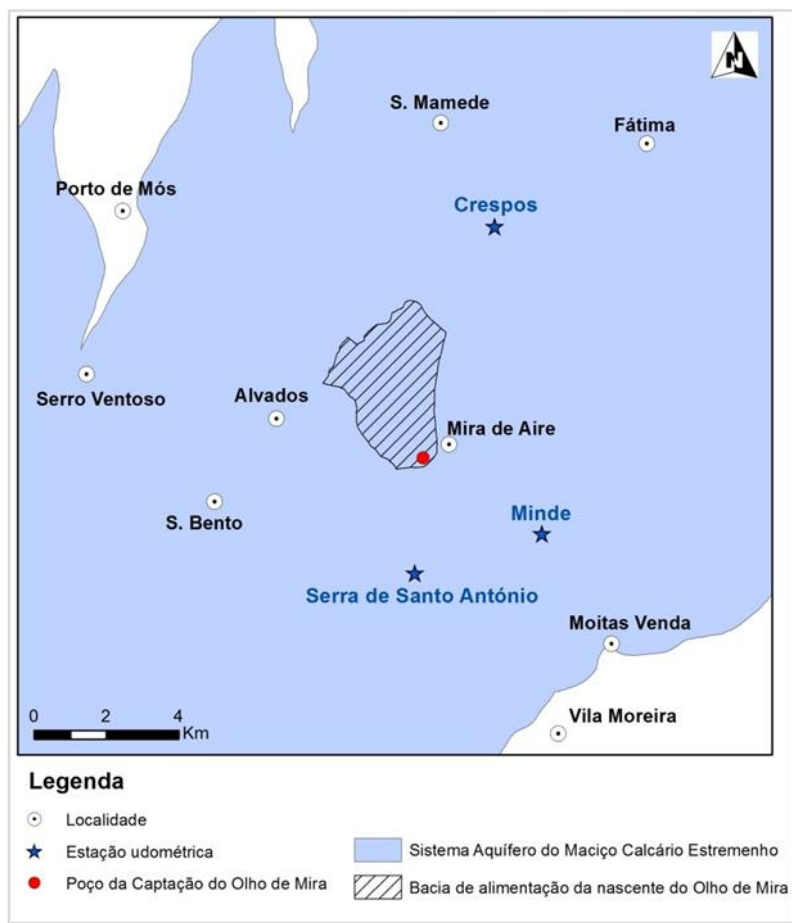 N
S. Mamede
Fátima
Porto de Mós
Crespos
Serro Ventoso
Alvados
Mira de Aire
S. Bento
Minde
Serra de Santo António
Moitas Venda
0 2 4
Km
Vila Moreira
Legenda
Localidade
Estação udométrica
Poço da Captação do Olho de Mira
Sistema Aquífero do Maciço Calcário Estremenho
Bacia de alimentação da nascente do Olho de Mira